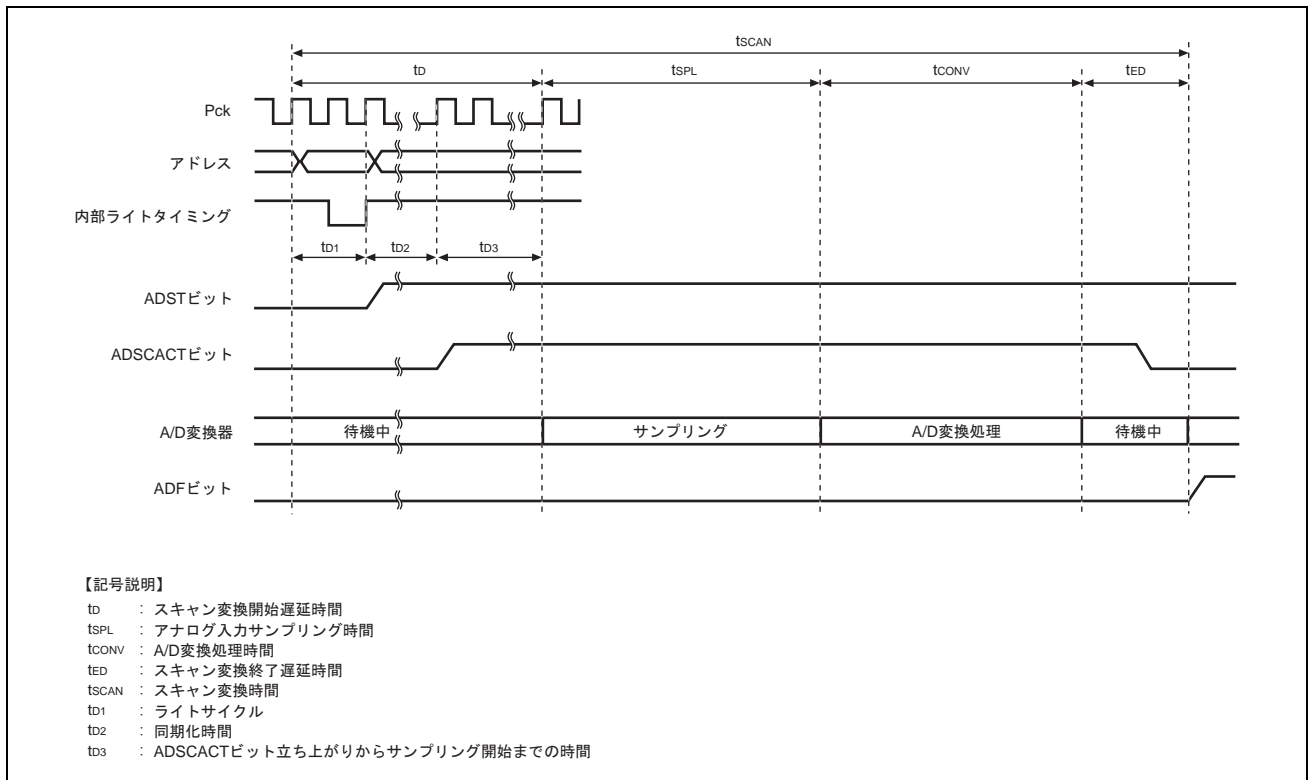 tSCAN
tD tSPL tCONV tED
Pck
アドレス
内部ライトタイミング
tD1 tD2 tD3
ADSTビット
ADSCACTビット
A/D変換器 待機中 サンプリング A/D変換処理 待機中
ADFビット
【記号説明】
tD : スキャン変換開始遅延時間
tSPL : アナログ入力サンプリング時間
tCONV : A/D変換処理時間
tED : スキャン変換終了遅延時間
tSCAN : スキャン変換時間
tD1 : ライトサイクル
tD2 : 同期化時間
tD3 : ADSCACTビット立ち上がりからサンプリング開始までの時間